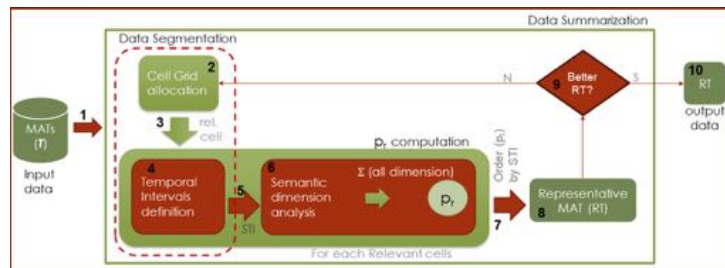 Data Summarization
Data Segmentation
2
Cell Grid
allocation
N
9
Better
RT?
S
10
RT
output
data
1
MATs
(T)
Input
data
3
rel.
cell
pr computation
4
Temporal
Intervals
definition
5
STI
6
Semantic
dimension
analysis
Σ (all dimension)
pr
Order (pr)
by STI
7
8
Representative
MAT (RT)
For each Relevant cells